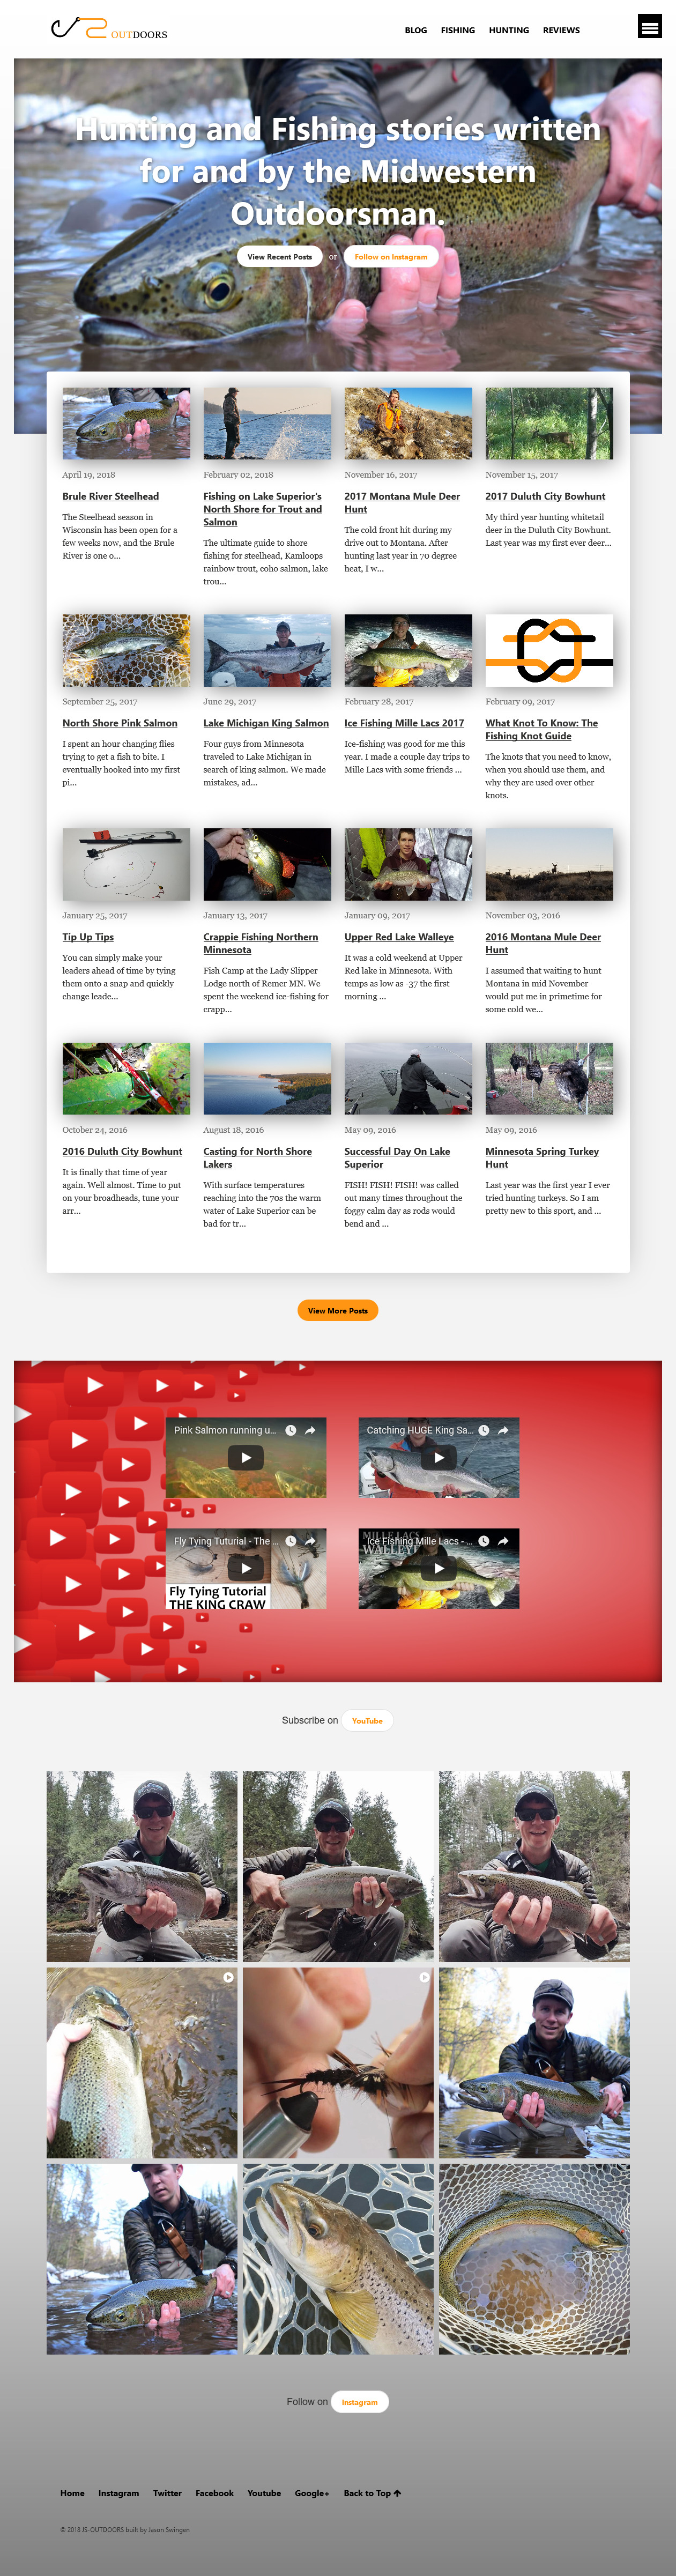 OUTDOORS
BLOG FISHING HUNTING REVIEWS
Hunting and Fishing stories written
for and by the Midwestern
Outdoorsman.
View Recent Posts or Follow on Instagram
April 19, 2018
Brule River Steelhead
The Steelhead season in
Wisconsin has been open for a
few weeks now, and the Brule
River is one o...
February 02, 2018
Fishing on Lake Superior's
North Shore for Trout and
Salmon
The ultimate guide to shore
fishing for steelhead, Kamloops
rainbow trout, coho salmon, lake
trou...
November 16, 2017
2017 Montana Mule Deer
Hunt
The cold front hit during my
drive out to Montana. After
hunting last year in 70 degree
heat, I w...
November 15, 2017
2017 Duluth City Bowhunt
My third year hunting whitetail
deer in the Duluth City Bowhunt.
Last year was my first ever deer...
September 25, 2017
North Shore Pink Salmon
I spent an hour changing flies
trying to get a fish to bite. I
eventually hooked into my first
pi...
June 29, 2017
Lake Michigan King Salmon
Four guys from Minnesota
traveled to Lake Michigan in
search of king salmon. We made
mistakes, ad...
February 28, 2017
Ice Fishing Mille Lacs 2017
Ice-fishing was good for me this
year. I made a couple day trips to
Mille Lacs with some friends ...
February 09, 2017
What Knot To Know: The
Fishing Knot Guide
The knots that you need to know,
when you should use them, and
why they are used over other
knots.
January 25, 2017
Tip Up Tips
You can simply make your
leaders ahead of time by tying
them onto a snap and quickly
change leade...
January 13, 2017
Crappie Fishing Northern
Minnesota
Fish Camp at the Lady Slipper
Lodge north of Remer MN. We
spent the weekend ice-fishing for
crapp...
January 09, 2017
Upper Red Lake Walleye
It was a cold weekend at Upper
Red lake in Minnesota. With
temps as low as -37 the first
morning ...
November 03, 2016
2016 Montana Mule Deer
Hunt
I assumed that waiting to hunt
Montana in mid November
would put me in primetime for
some cold we...
October 24, 2016
2016 Duluth City Bowhunt
It is finally that time of year
again. Well almost. Time to put
on your broadheads, tune your
arr...
August 18, 2016
Casting for North Shore
Lakers
With surface temperatures
reaching into the 70s the warm
water of Lake Superior can be
bad for tr...
May 09, 2016
Successful Day On Lake
Superior
FISH! FISH! FISH! was called
out many times throughout the
foggy calm day as rods would
bend and ...
May 09, 2016
Minnesota Spring Turkey
Hunt
Last year was the first year I ever
tried hunting turkeys. So I am
pretty new to this sport, and ...
View More Posts
Pink Salmon running u...
Catching HUGE King Sa...
Fly Tying Tuturial - The ...
Fly Tying Tutorial
THE KING CRAW
Ice Fishing Mille Lacs - ...
MILLE LACS
WALLEYE
Subscribe on YouTube
Follow on Instagram
Home Instagram Twitter Facebook Youtube Google+ Back to Top
© 2018 JS-OUTDOORS built by Jason Swingen